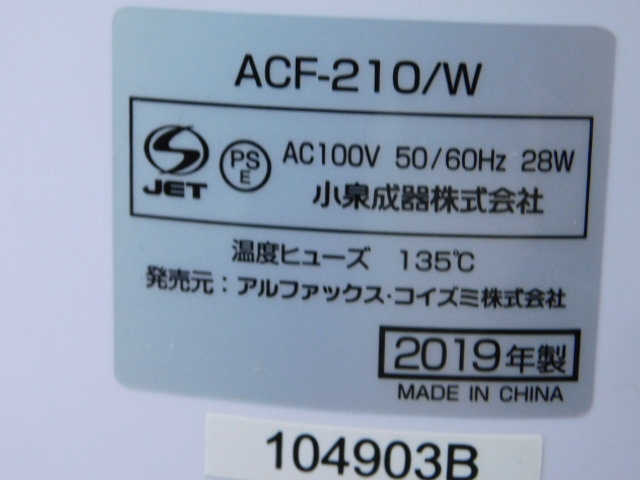 ACF-210/W
JET PSE AC100V 50/60Hz 28W
小泉成器株式会社
温度ヒューズ 135℃
発売元：アルファックス・コイズミ株式会社
2019年製
MADE IN CHINA
104903B